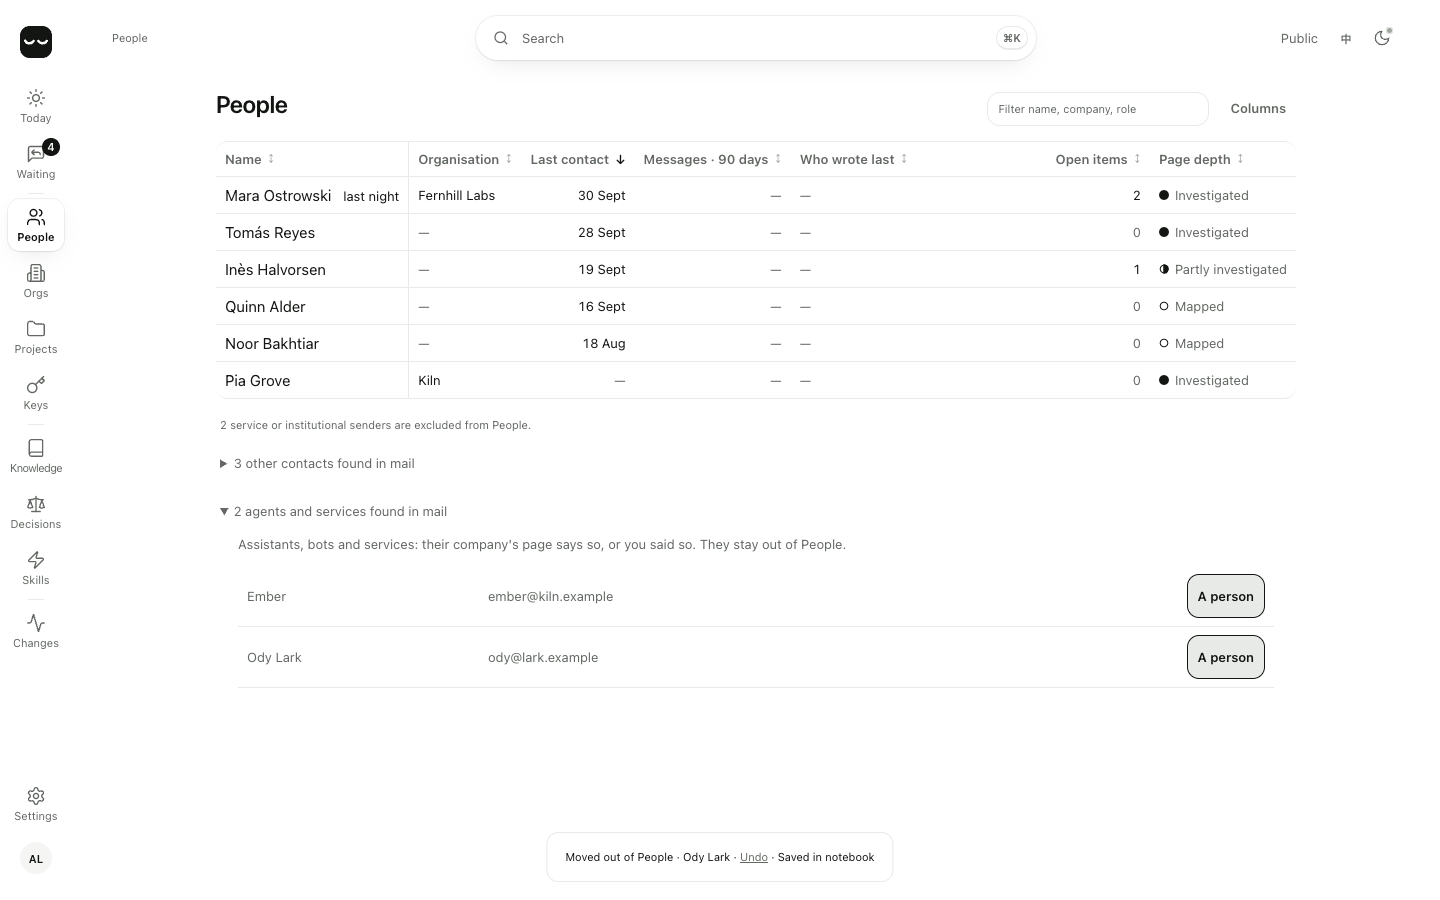 People
Search
⌘K
Public
中
Today
4
Waiting
People
Orgs
Projects
Keys
Knowledge
Decisions
Skills
Changes
Settings
AL
People
Filter name, company, role
Columns
Name ↕ Organisation ↕ Last contact ↓ Messages · 90 days ↕ Who wrote last ↕ Open items ↕ Page depth ↕
Mara Ostrowski last night Fernhill Labs 30 Sept — — 2 Investigated
Tomás Reyes — 28 Sept — — 0 Investigated
Inès Halvorsen — 19 Sept — — 1 Partly investigated
Quinn Alder — 16 Sept — — 0 Mapped
Noor Bakhtiar — 18 Aug — — 0 Mapped
Pia Grove Kiln — — — 0 Investigated
2 service or institutional senders are excluded from People.
3 other contacts found in mail
2 agents and services found in mail
Assistants, bots and services: their company's page says so, or you said so. They stay out of People.
Ember ember@kiln.example A person
Ody Lark ody@lark.example A person
Moved out of People · Ody Lark · Undo · Saved in notebook